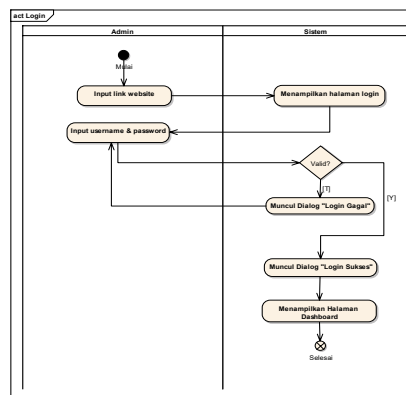 act Login
Admin
Sistem
Mulai
Input link website
Menampilkan halaman login
Input username & password
Valid?
[T]
[Y]
Muncul Dialog "Login Gagal"
Muncul Dialog "Login Sukses"
Menampilkan Halaman
Dashboard
Selesai